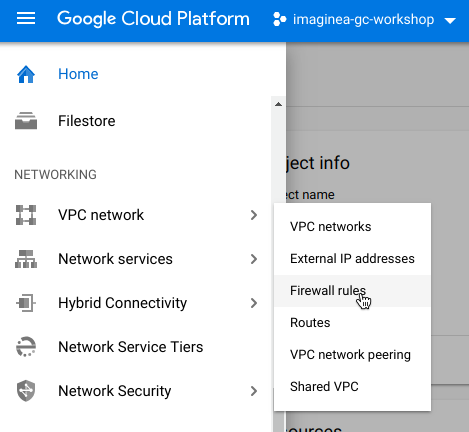 Google Cloud Platform
imaginea-gc-workshop
Home
Filestore
NETWORKING
VPC network
Network services
Hybrid Connectivity
Network Service Tiers
Network Security
ject info
ect name
VPC networks
External IP addresses
Firewall rules
Routes
VPC network peering
Shared VPC
ources